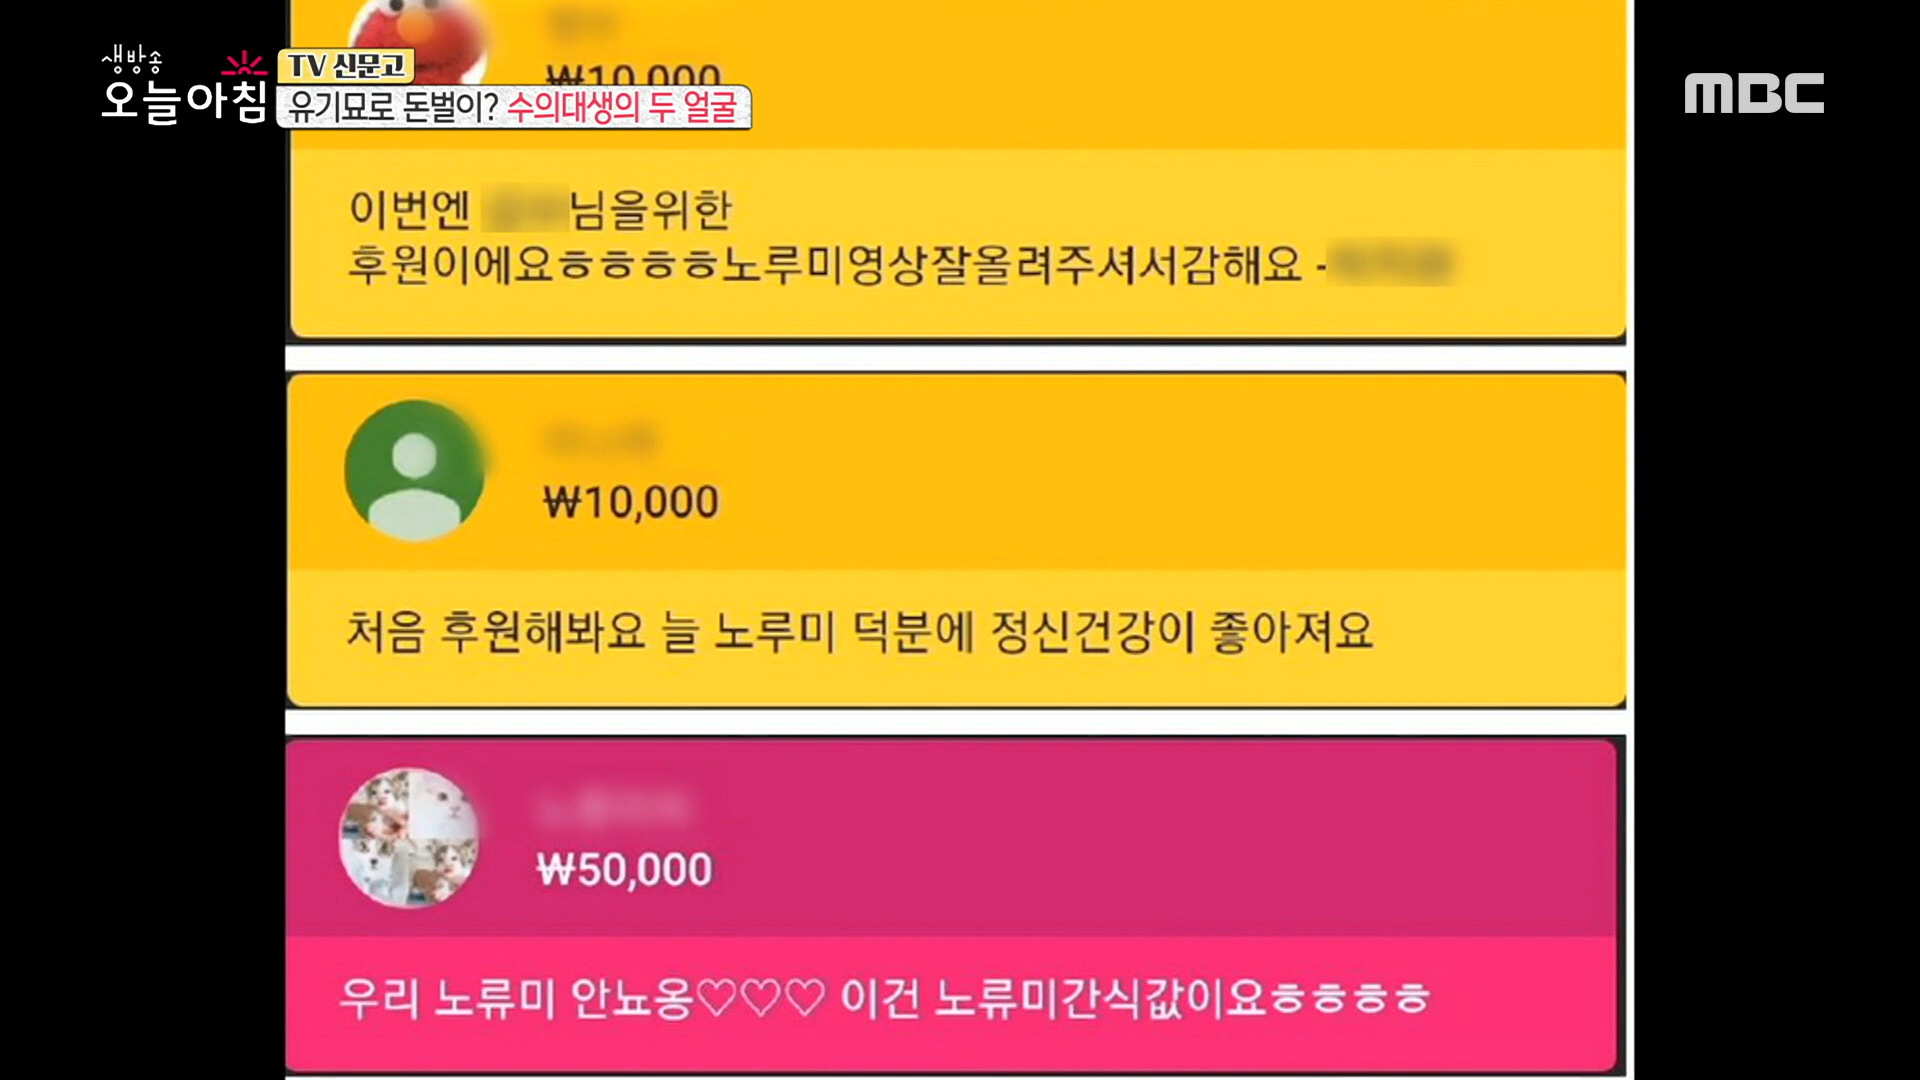 생방송
오늘아침
TV 신문고
유기묘로 돈벌이? 수의대생의 두 얼굴
MBC
₩10,000
이번엔 님을위한
후원이에요ㅎㅎㅎㅎ노루미영상잘올려주셔서감해요 -
₩10,000
처음 후원해봐요 늘 노루미 덕분에 정신건강이 좋아져요
₩50,000
우리 노류미 안뇨옹♡♡♡ 이건 노류미간식값이요ㅎㅎㅎㅎ